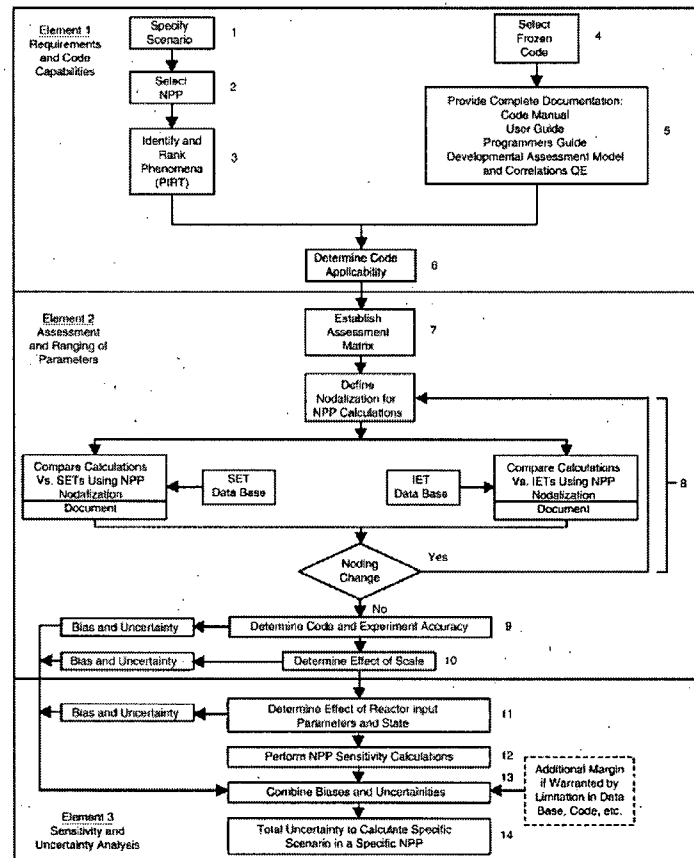 Element 1
Requirements
and Code
Capabilities
Specify
Scenario
1
Select
NPP
2
Identify and
Rank
Phenomena
(PIRT)
3
Select
Frozen
Code
4
Provide Complete Documentation:
Code Manual
User Guide
Programmers Guide
Developmental Assessment Model
and Correlations QE
5
Determine Code
Applicability
6
Element 2
Assessment
and Ranging of
Parameters
Establish
Assessment
Matrix
7
Define
Nodalization for
NPP Calculations
Compare Calculations
Vs. SETs Using NPP
Nodalization
Document
SET
Data Base
IET
Data Base
Compare Calculations
Vs. IETs Using NPP
Nodalization
Document
8
Noding
Change
Yes
No
Bias and Uncertainty
Determine Code and Experiment Accuracy
9
Bias and Uncertainty
Determine Effect of Scale
10
Bias and Uncertainty
Determine Effect of Reactor input
Parameters and State
11
Perform NPP Sensitivity Calculations
12
Combine Biases and Uncertainities
13
Additional Margin
if Warranted by
Limitation in Data
Base, Code, etc.
Element 3
Sensitivity and
Uncertainty Analysis
Total Uncertainty to Calculate Specific
Scenario in a Specific NPP
14